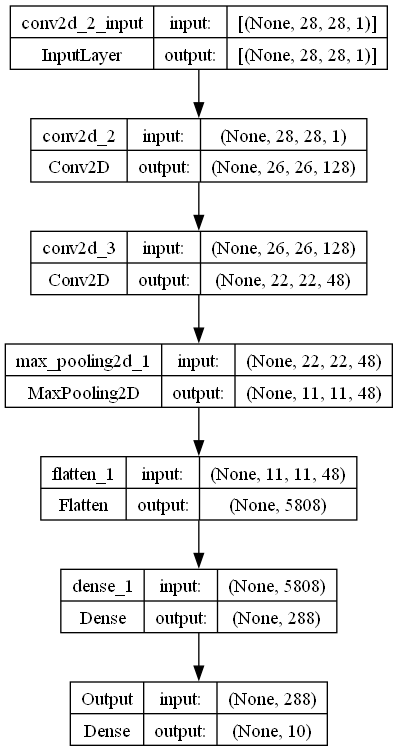 conv2d_2_input input: [(None, 28, 28, 1)]
InputLayer output: [(None, 28, 28, 1)]
conv2d_2 input: (None, 28, 28, 1)
Conv2D output: (None, 26, 26, 128)
conv2d_3 input: (None, 26, 26, 128)
Conv2D output: (None, 22, 22, 48)
max_pooling2d_1 input: (None, 22, 22, 48)
MaxPooling2D output: (None, 11, 11, 48)
flatten_1 input: (None, 11, 11, 48)
Flatten output: (None, 5808)
dense_1 input: (None, 5808)
Dense output: (None, 288)
Output input: (None, 288)
Dense output: (None, 10)